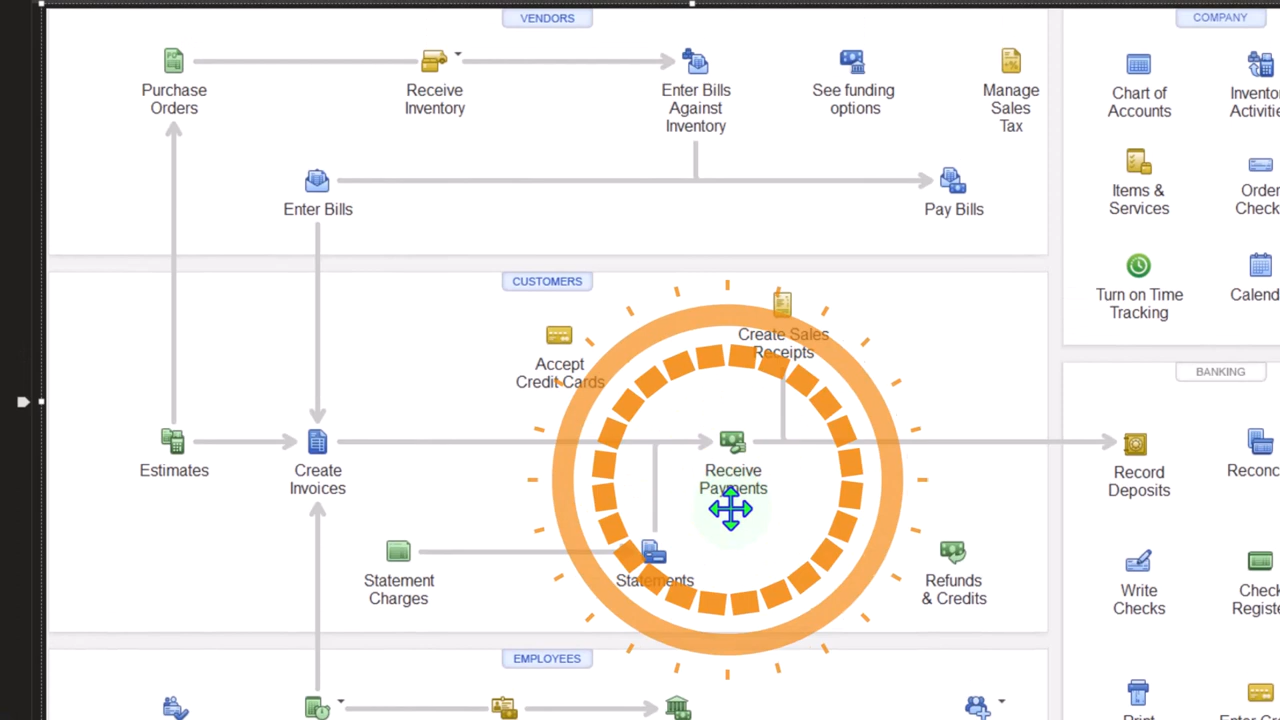 VENDORS
COMPANY
Purchase
Orders
Receive
Inventory
Enter Bills
Against
Inventory
See funding
options
Manage
Sales
Tax
Chart of
Accounts
Enter Bills
Pay Bills
Items &
Services
Order
Turn on Time
Tracking
CUSTOMERS
Accept
Credit Cards
Create Sales
Receipts
BANKING
Estimates
Create
Invoices
Receive
Payments
Record
Deposits
Statement
Charges
Statements
Refunds
& Credits
Write
Checks
Check
EMPLOYEES